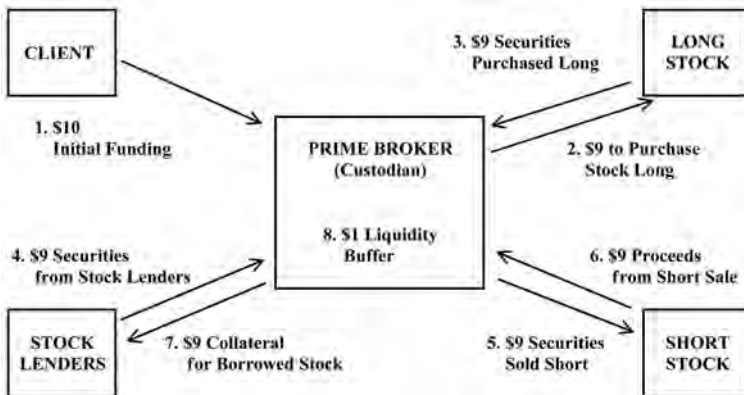 CLIENT
3. $9 Securities
Purchased Long
LONG
STOCK
1. $10
Initial Funding
PRIME BROKER
(Custodian)
2. $9 to Purchase
Stock Long
8. $1 Liquidity
Buffer
4. $9 Securities
from Stock Lenders
6. $9 Proceeds
from Short Sale
STOCK
LENDERS
7. $9 Collateral
for Borrowed Stock
5. $9 Securities
Sold Short
SHORT
STOCK